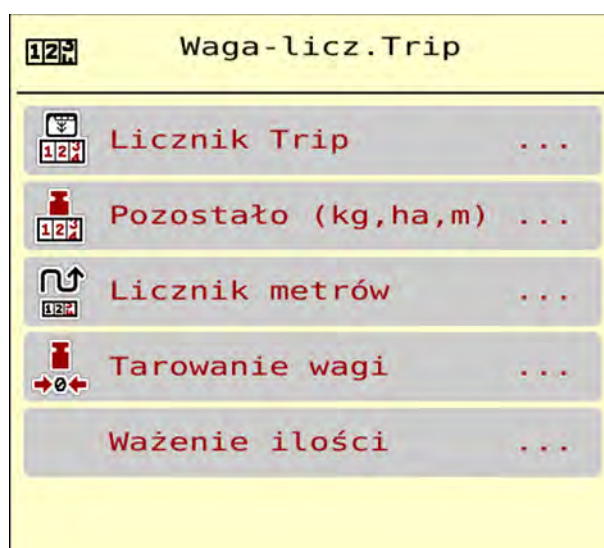 Waga-licz.Trip
Licznik Trip ...
Pozostało (kg,ha,m) ...
Licznik metrów ...
Tarowanie wagi ...
Ważenie ilości ...